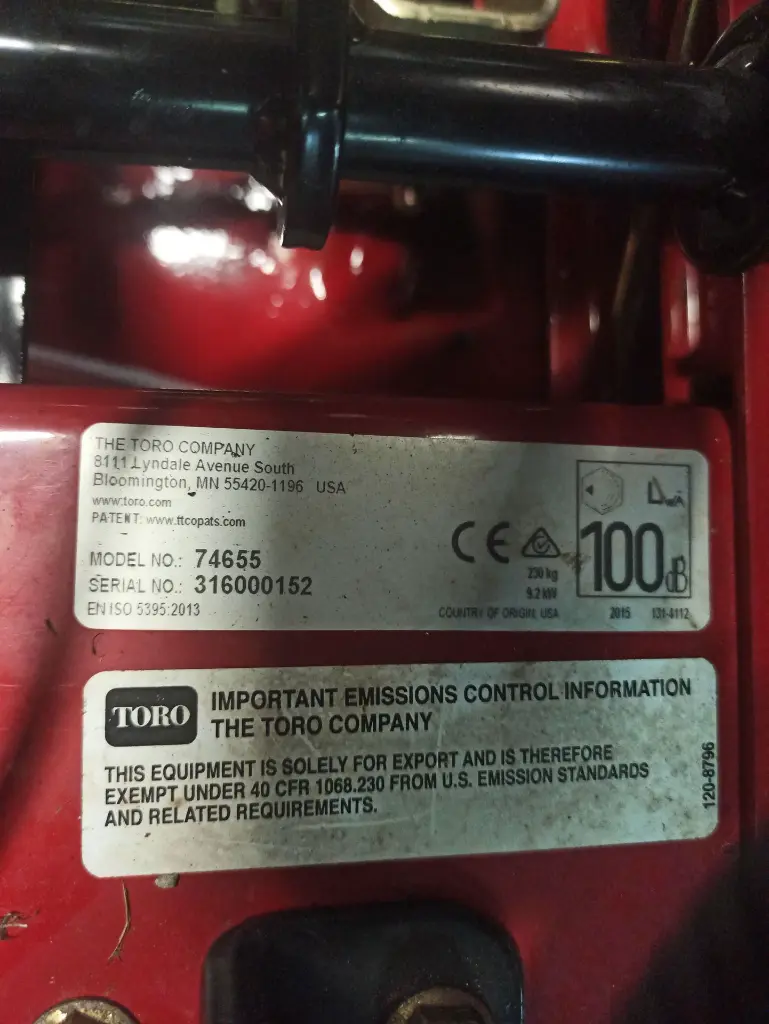 THE TORO COMPANY
8111 Lyndale Avenue South
Bloomington, MN 55420-1196 USA
www.toro.com
PATENT: www.ttcopats.com
MODEL NO.: 74655
SERIAL NO.: 316000152
EN ISO 5395:2013
CE
230 kg
9.2 kW
COUNTRY OF ORIGIN: USA
LWA
100dB
2015 131-4112
TORO
IMPORTANT EMISSIONS CONTROL INFORMATION
THE TORO COMPANY
THIS EQUIPMENT IS SOLELY FOR EXPORT AND IS THEREFORE
EXEMPT UNDER 40 CFR 1068.230 FROM U.S. EMISSION STANDARDS
AND RELATED REQUIREMENTS.
120-8796